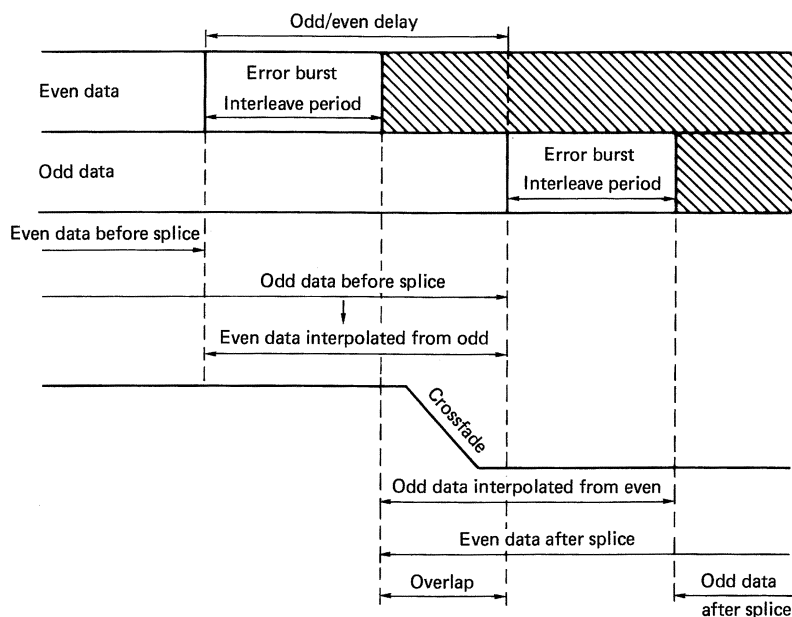 Odd/even delay
Even data
Error burst
Interleave period
Odd data
Error burst
Interleave period
Even data before splice
Odd data before splice
Even data interpolated from odd
Crossfade
Odd data interpolated from even
Even data after splice
Overlap
Odd data
after splice